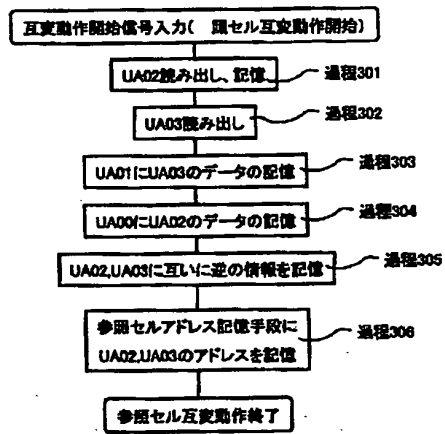 互変動作開始信号入力( 照セル互変動作開始)
UA02読み出し、記憶
過程301
UA03読み出し
過程302
UA01にUA03のデータの記憶
過程303
UA00にUA02のデータの記憶
過程304
UA02,UA03に互いに逆の情報を記憶
過程305
参照セルアドレス記憶手段に
UA02,UA03のアドレスを記憶
過程306
参照セル互変動作終了